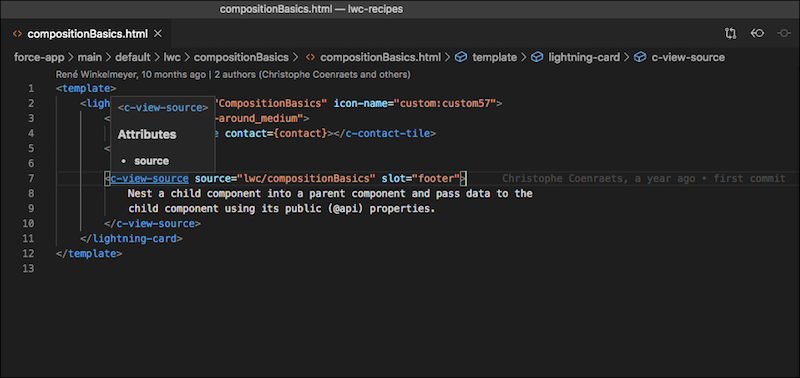 compositionBasics.html — lwc-recipes
<> compositionBasics.html ×
force-app > main > default > lwc > compositionBasics > <> compositionBasics.html > template > lightning-card > c-view-source
René Winkelmeyer, 10 months ago | 2 authors (Christophe Coenraets and others)
1 <template>
2 <ligh "CompositionBasics" icon-name="custom:custom57">
3 < -around_medium">
4 e contact={contact}></c-contact-tile>
5 <
6
7 <c-view-source source="lwc/compositionBasics" slot="footer"> Christophe Coenraets, a year ago • first commit
8 Nest a child component into a parent component and pass data to the
9 child component using its public (@api) properties.
10 </c-view-source>
11 </lightning-card>
12 </template>
13
<c-view-source>
Attributes
• source